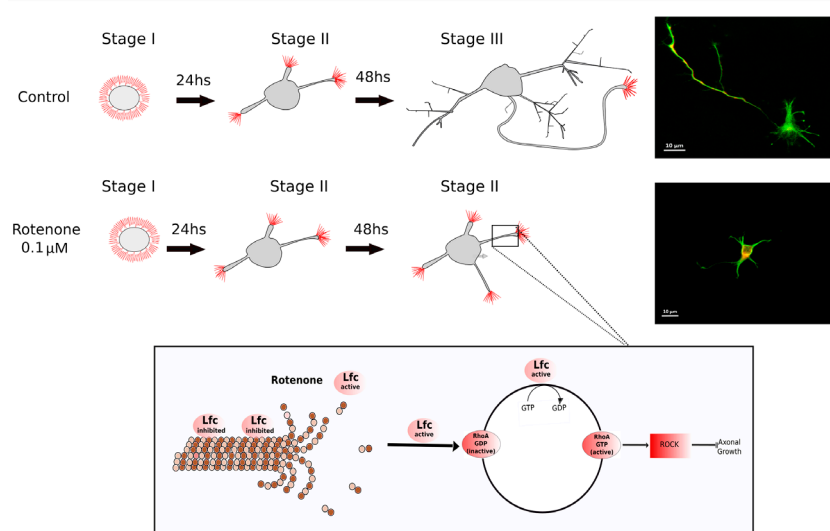 Stage I
Stage II
Stage III
24hs
48hs
Control
10 µm
Stage I
Stage II
Stage II
24hs
48hs
Rotenone
0.1µM
10 µm
Rotenone
Lfc
active
Lfc
inhibited
Lfc
inhibited
Lfc
active
Lfc
active
GTP
GDP
RhoA
GDP
(inactive)
RhoA
GTP
(active)
ROCK
Axonal
Growth